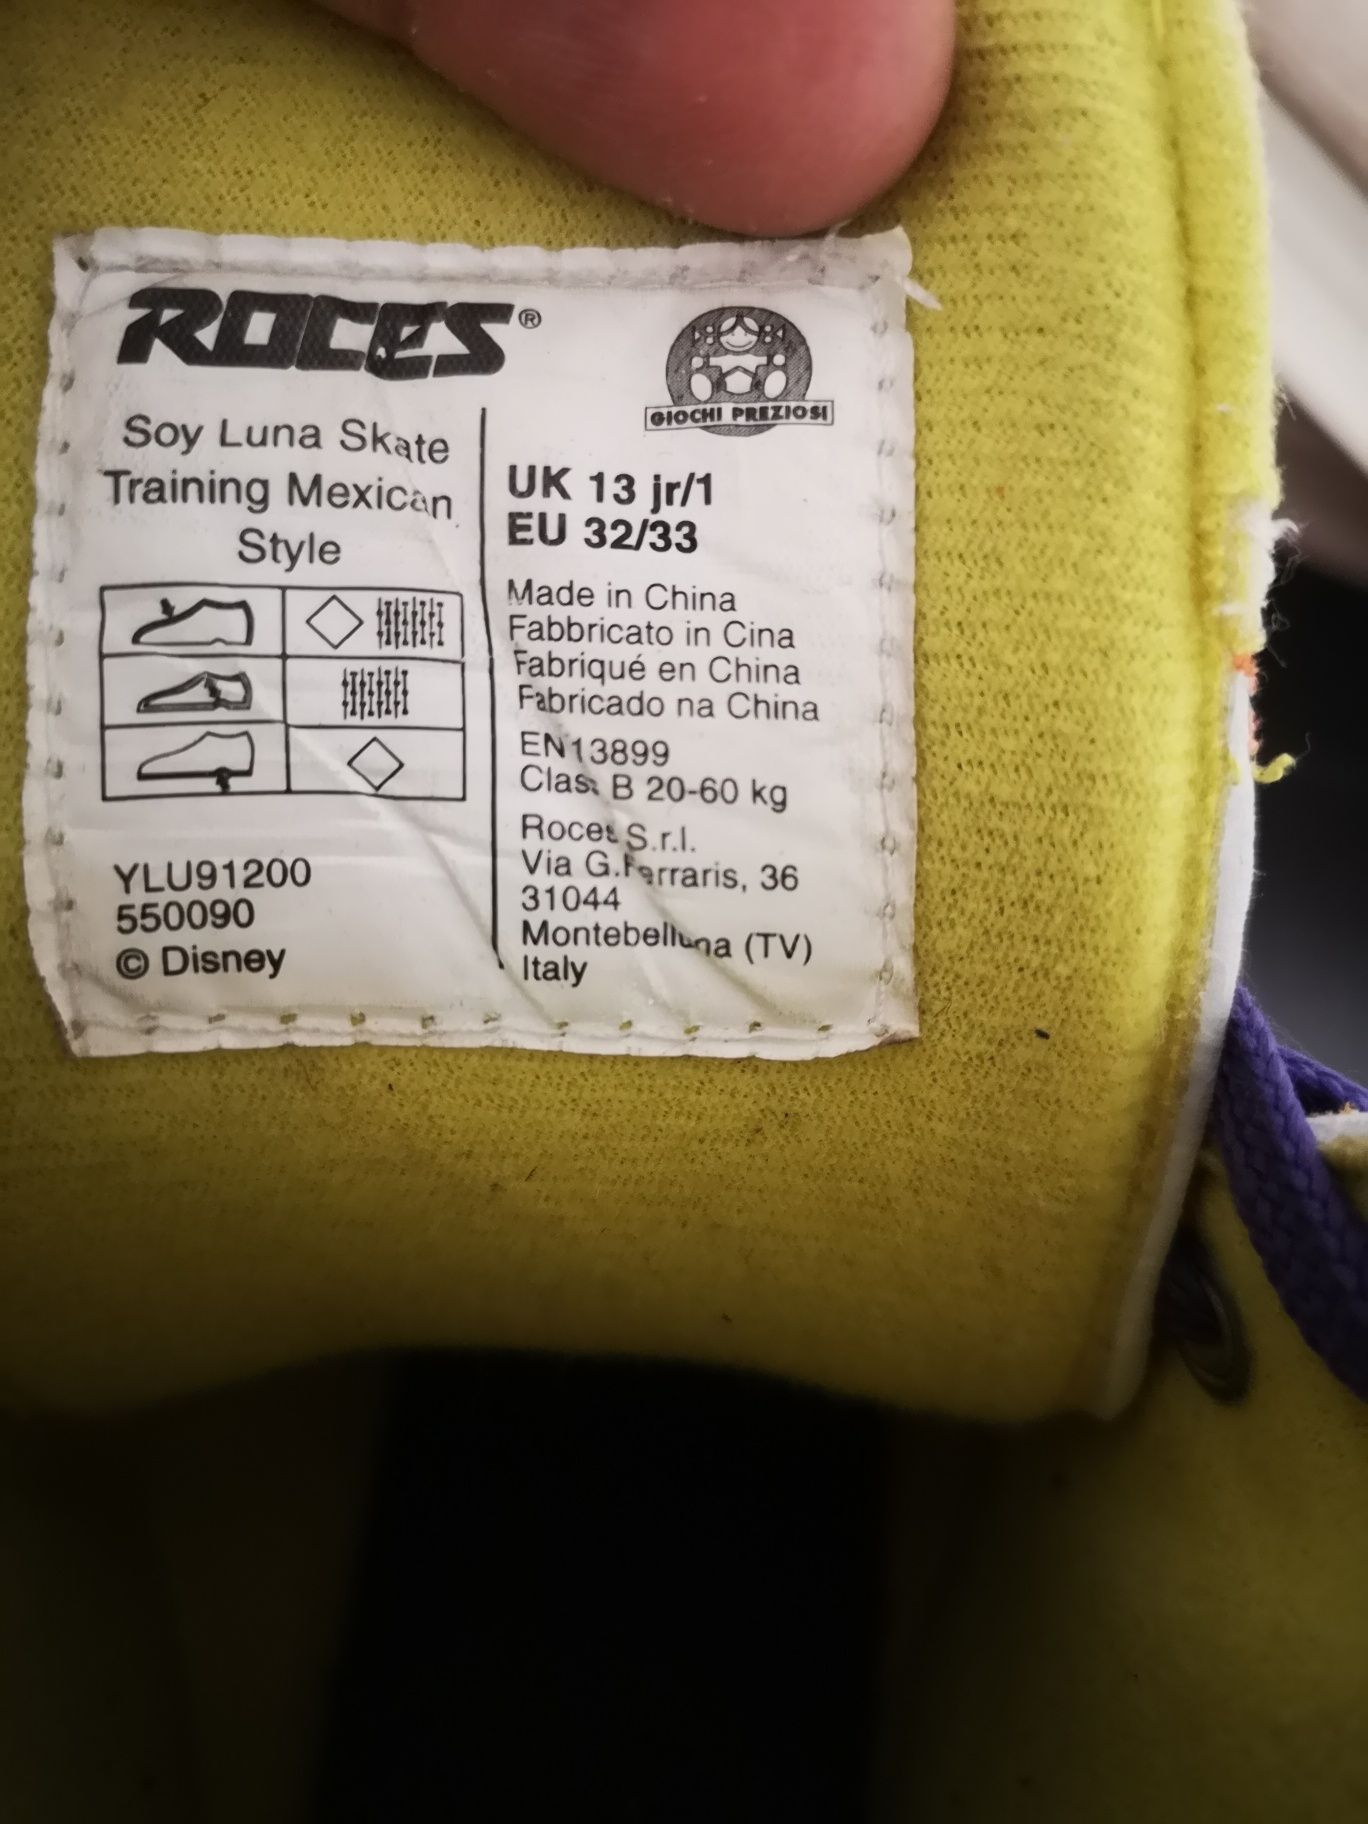 ROCES®
Soy Luna Skate
Training Mexican
Style
YLU91200
550090
© Disney
GIOCHI PREZIOSI
UK 13 jr/1
EU 32/33
Made in China
Fabbricato in Cina
Fabriqué en China
Fabricado na China
EN13899
Class B 20-60 kg
Roces S.r.l.
Via G.Ferraris, 36
31044
Montebelluna (TV)
Italy